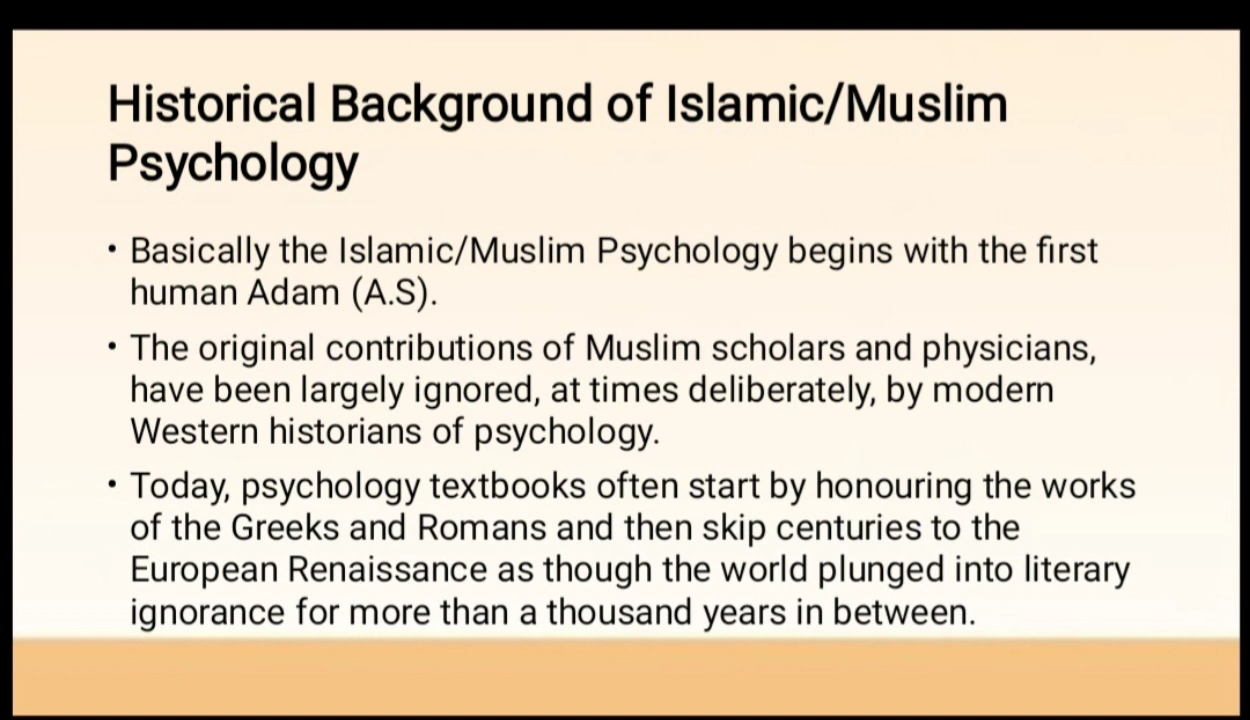 Historical Background of Islamic/Muslim
Psychology
• Basically the Islamic/Muslim Psychology begins with the first
human Adam (A.S).
• The original contributions of Muslim scholars and physicians,
have been largely ignored, at times deliberately, by modern
Western historians of psychology.
• Today, psychology textbooks often start by honouring the works
of the Greeks and Romans and then skip centuries to the
European Renaissance as though the world plunged into literary
ignorance for more than a thousand years in between.